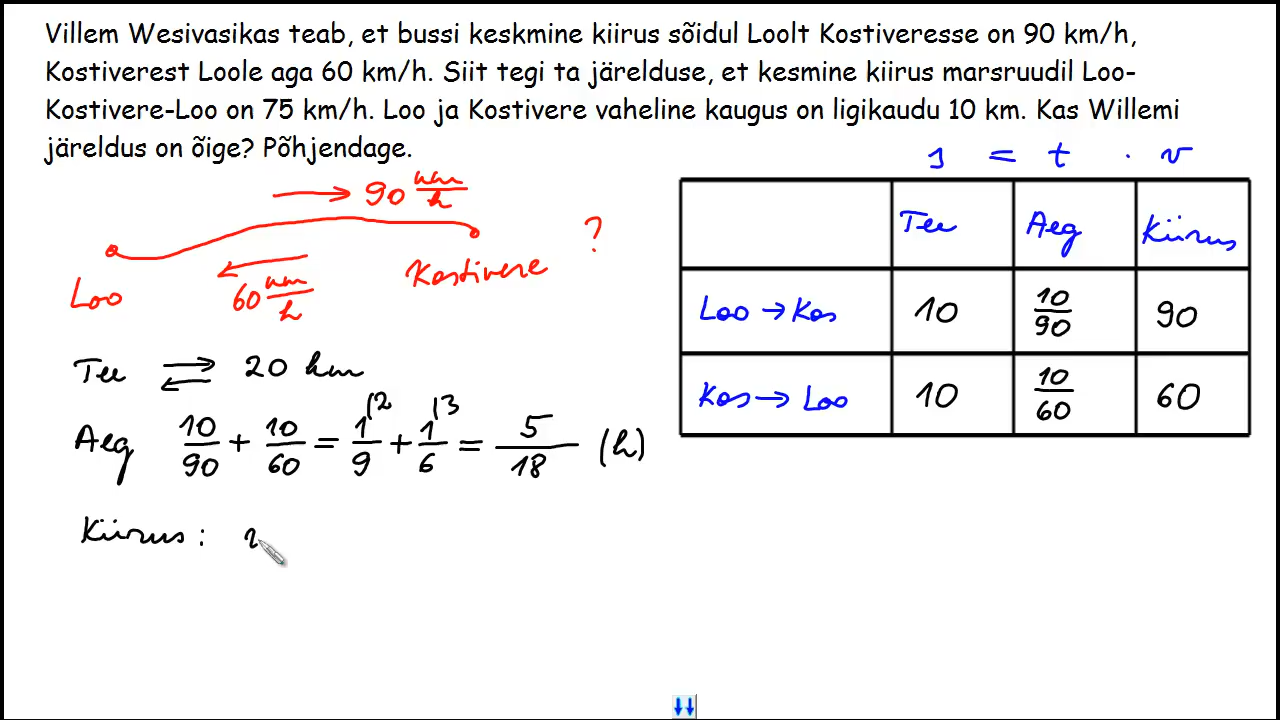 Villem Wesivasikas teab, et bussi keskmine kiirus sõidul Loolt Kostiveresse on 90 km/h,
Kostiverest Loole aga 60 km/h. Siit tegi ta järelduse, et kesmine kiirus marsruudil Loo-
Kostivere-Loo on 75 km/h. Loo ja Kostivere vaheline kaugus on ligikaudu 10 km. Kas Willemi
järeldus on õige? Põhjendage.
s = t · v
→ 90 km/h
?
Loo ← 60 km/h Kostivere
Tee Aeg Kiirus
Loo → Kos 10 10/90 90
Kos → Loo 10 10/60 60
Tee ⇄ 20 km
Aeg 10/90 + 10/60 = 1/9 (2 + 1/6 (3 = 5/18 (h)
Kiirus: 2